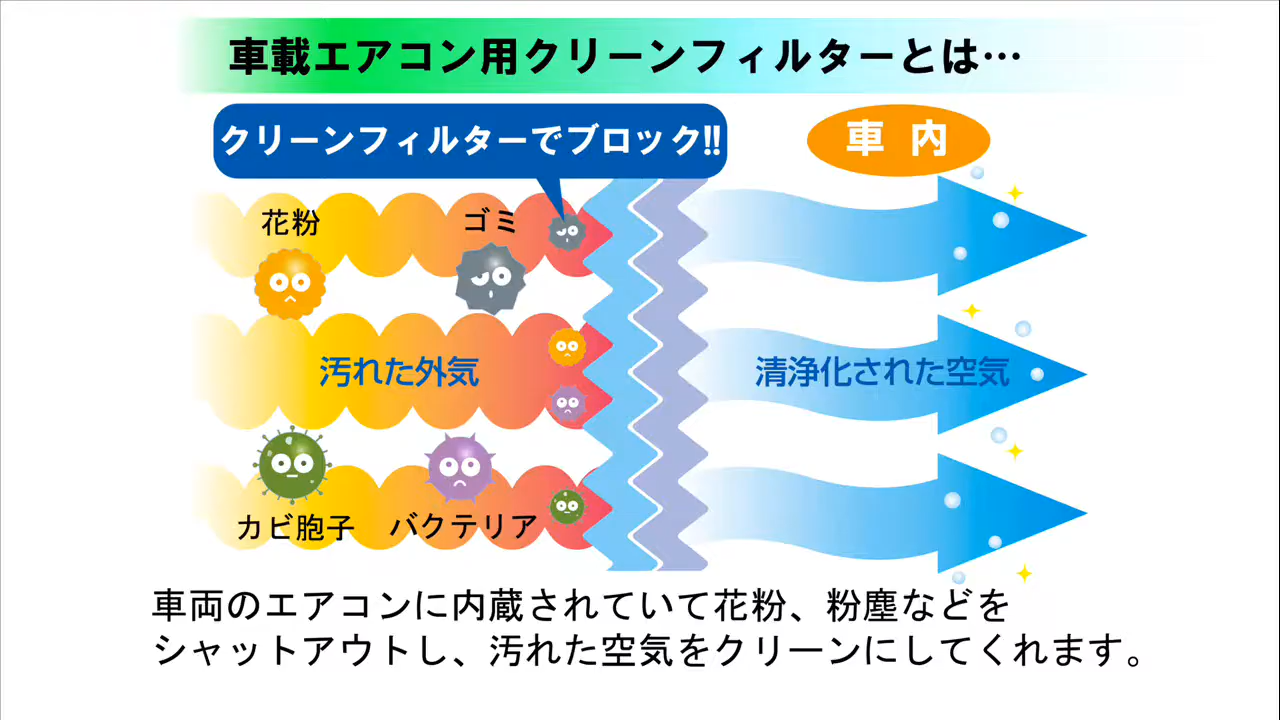 車載エアコン用クリーンフィルターとは…
クリーンフィルターでブロック!!
車内
花粉
ゴミ
汚れた外気
清浄化された空気
カビ胞子
バクテリア
車両のエアコンに内蔵されていて花粉、粉塵などを
シャットアウトし、汚れた空気をクリーンにしてくれます。